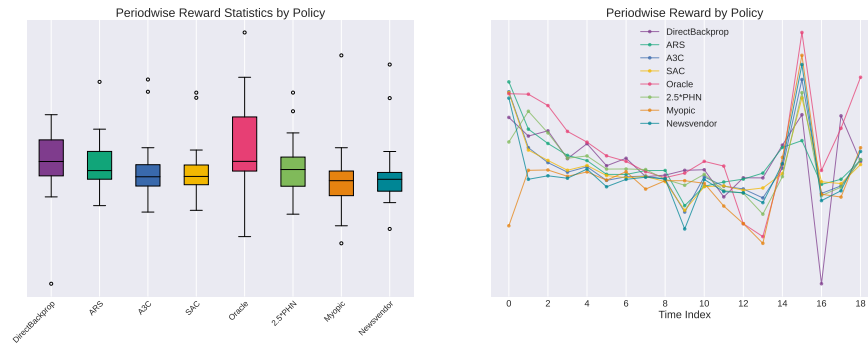 Periodwise Reward Statistics by Policy
DirectBackprop
ARS
A3C
SAC
Oracle
2.5*PHN
Myopic
Newsvendor
Periodwise Reward by Policy
DirectBackprop
ARS
A3C
SAC
Oracle
2.5*PHN
Myopic
Newsvendor
0 2 4 6 8 10 12 14 16 18
Time Index